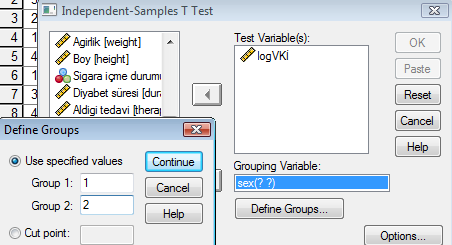 Independent-Samples T Test
2
3
4
5
6
7
8
Agirlik [weight]
Boy [height]
Sigara içme durumu
Diyabet süresi [dura
Aldigi tedavi [therap
Test Variable(s):
logVKi
OK
Paste
Reset
Cancel
Help
Grouping Variable:
sex(? ?)
Define Groups...
Options...
Define Groups
Use specified values
Group 1: 1
Group 2: 2
Cut point:
Continue
Cancel
Help